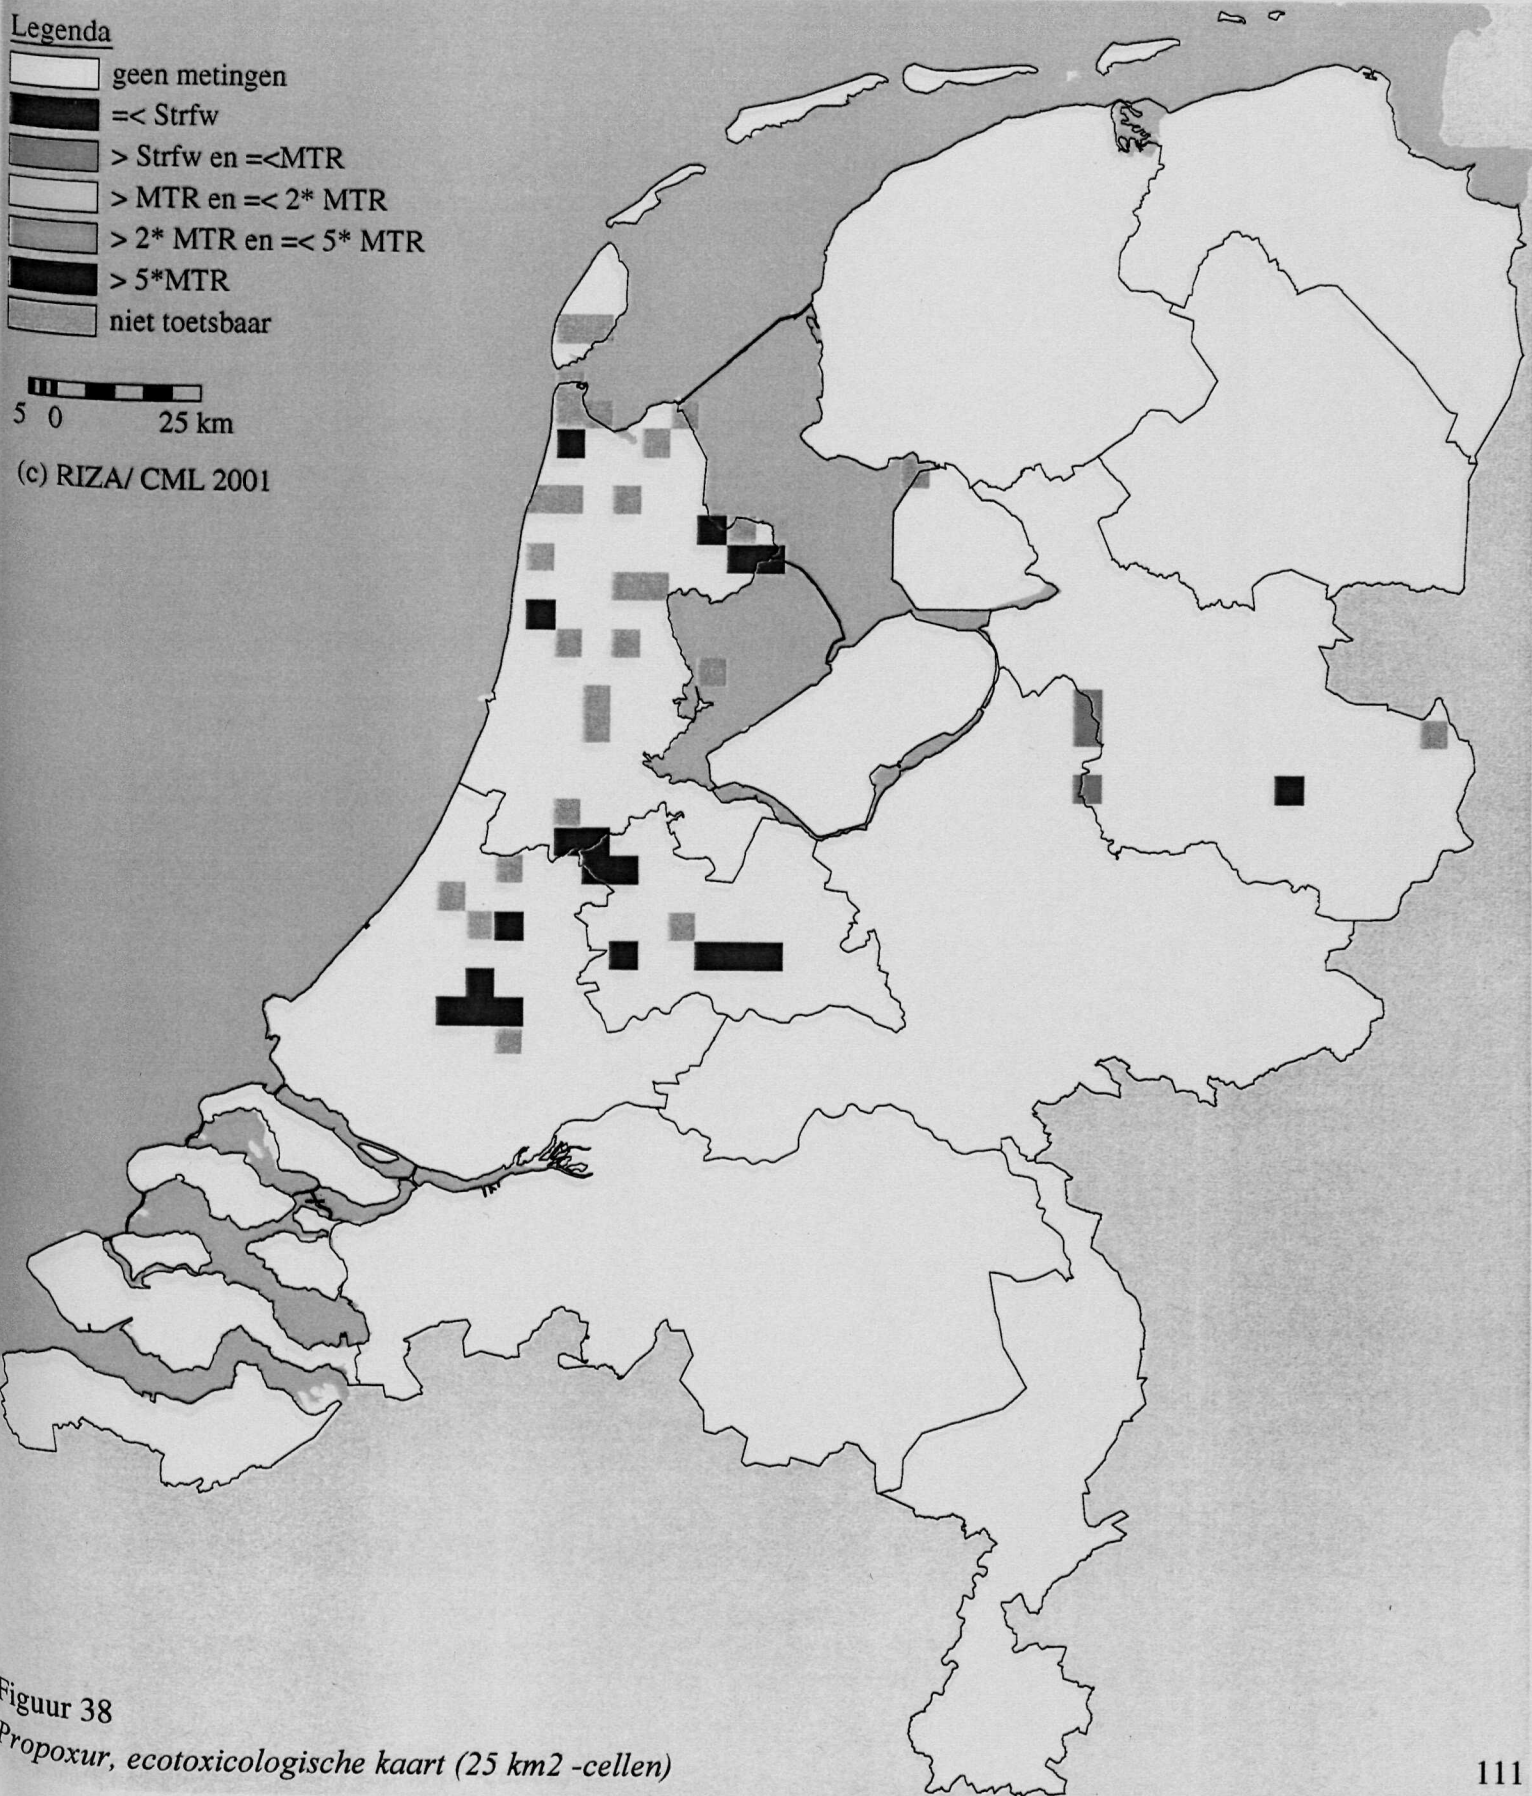 Legenda
geen metingen
=< Strfw
> Strfw en =<MTR
> MTR en =< 2* MTR
> 2* MTR en =< 5* MTR
> 5*MTR
niet toetsbaar
5 0 25 km
(c) RIZA/ CML 2001
Figuur 38
Propoxur, ecotoxicologische kaart (25 km2 -cellen)
111